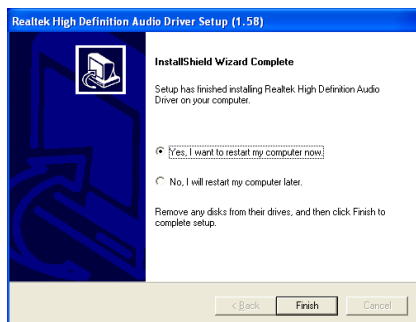 Realtek High Definition Audio Driver Setup (1.58)
InstallShield Wizard Complete
Setup has finished installing Realtek High Definition Audio
Driver on your computer.
Yes, I want to restart my computer now.
No, I will restart my computer later.
Remove any disks from their drives, and then click Finish to
complete setup.
< Back
Finish
Cancel